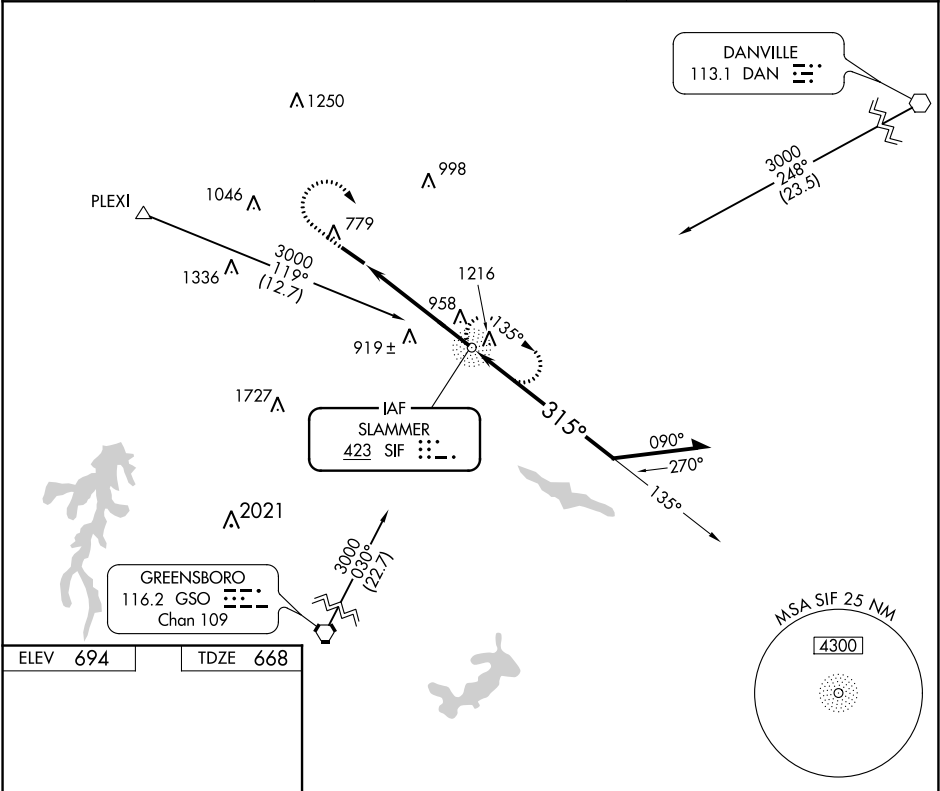 DANVILLE
113.1 DAN
1250
3000
248°
(23.5)
998
1046
PLEXI
779
3000
119°
(12.7)
1336
1216
958
135°
919 ±
1727
IAF
SLAMMER
423 SIF
315°
090°
270°
135°
2021
3000
030°
(22.7)
GREENSBORO
116.2 GSO
Chan 109
MSA SIF 25 NM
4300
ELEV 694
TDZE 668